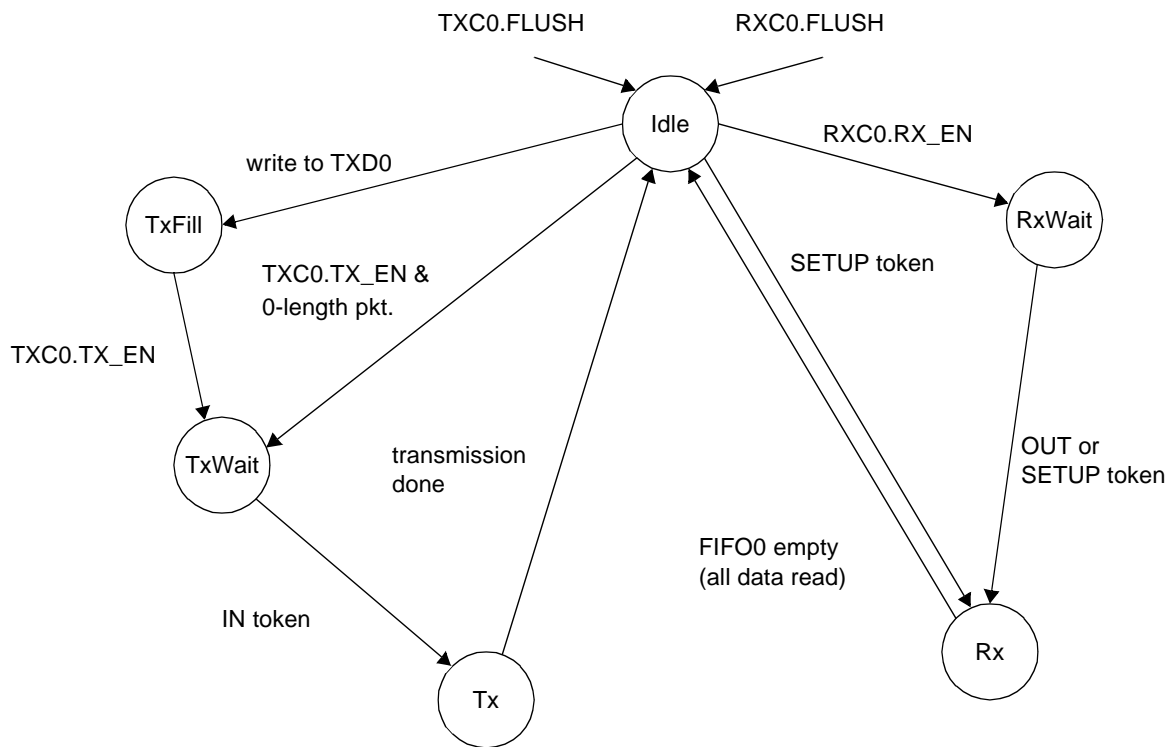 TXC0.FLUSH
RXC0.FLUSH
Idle
RXC0.RX_EN
write to TXD0
TxFill
RxWait
SETUP token
TXC0.TX_EN &
0-length pkt.
TXC0.TX_EN
transmission
done
OUT or
SETUP token
TxWait
FIFO0 empty
(all data read)
IN token
Rx
Tx